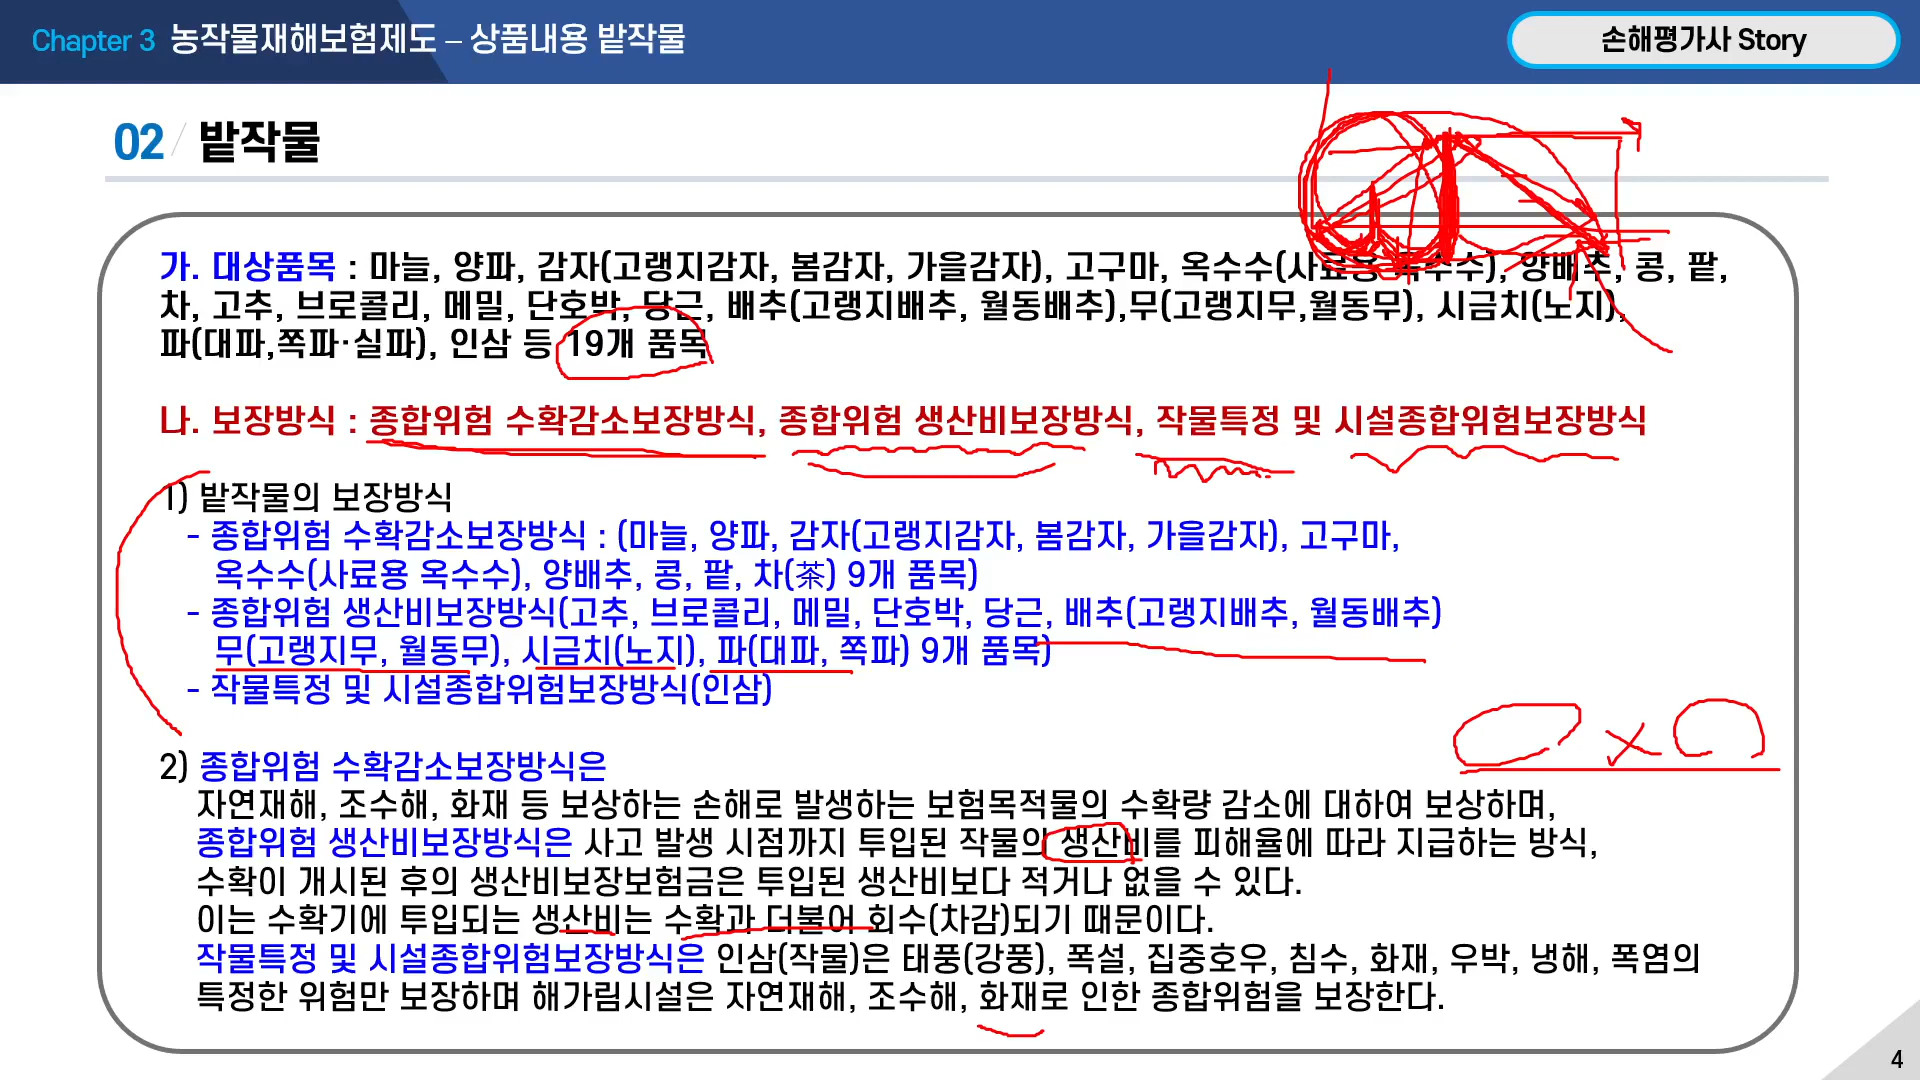 Chapter 3 농작물재해보험제도 – 상품내용 밭작물
손해평가사 Story
02 / 밭작물
가. 대상품목 : 마늘, 양파, 감자(고랭지감자, 봄감자, 가을감자), 고구마, 옥수수(사료용 옥수수), 양배추, 콩, 팥,
차, 고추, 브로콜리, 메밀, 단호박, 당근, 배추(고랭지배추, 월동배추),무(고랭지무,월동무), 시금치(노지),
파(대파,쪽파·실파), 인삼 등 19개 품목
나. 보장방식 : 종합위험 수확감소보장방식, 종합위험 생산비보장방식, 작물특정 및 시설종합위험보장방식
1) 밭작물의 보장방식
- 종합위험 수확감소보장방식 : (마늘, 양파, 감자(고랭지감자, 봄감자, 가을감자), 고구마,
옥수수(사료용 옥수수), 양배추, 콩, 팥, 차(茶) 9개 품목)
- 종합위험 생산비보장방식(고추, 브로콜리, 메밀, 단호박, 당근, 배추(고랭지배추, 월동배추)
무(고랭지무, 월동무), 시금치(노지), 파(대파, 쪽파) 9개 품목)
- 작물특정 및 시설종합위험보장방식(인삼)
2) 종합위험 수확감소보장방식은
자연재해, 조수해, 화재 등 보상하는 손해로 발생하는 보험목적물의 수확량 감소에 대하여 보상하며,
종합위험 생산비보장방식은 사고 발생 시점까지 투입된 작물의 생산비를 피해율에 따라 지급하는 방식,
수확이 개시된 후의 생산비보장보험금은 투입된 생산비보다 적거나 없을 수 있다.
이는 수확기에 투입되는 생산비는 수확과 더불어 회수(차감)되기 때문이다.
작물특정 및 시설종합위험보장방식은 인삼(작물)은 태풍(강풍), 폭설, 집중호우, 침수, 화재, 우박, 냉해, 폭염의
특정한 위험만 보장하며 해가림시설은 자연재해, 조수해, 화재로 인한 종합위험을 보장한다.
4